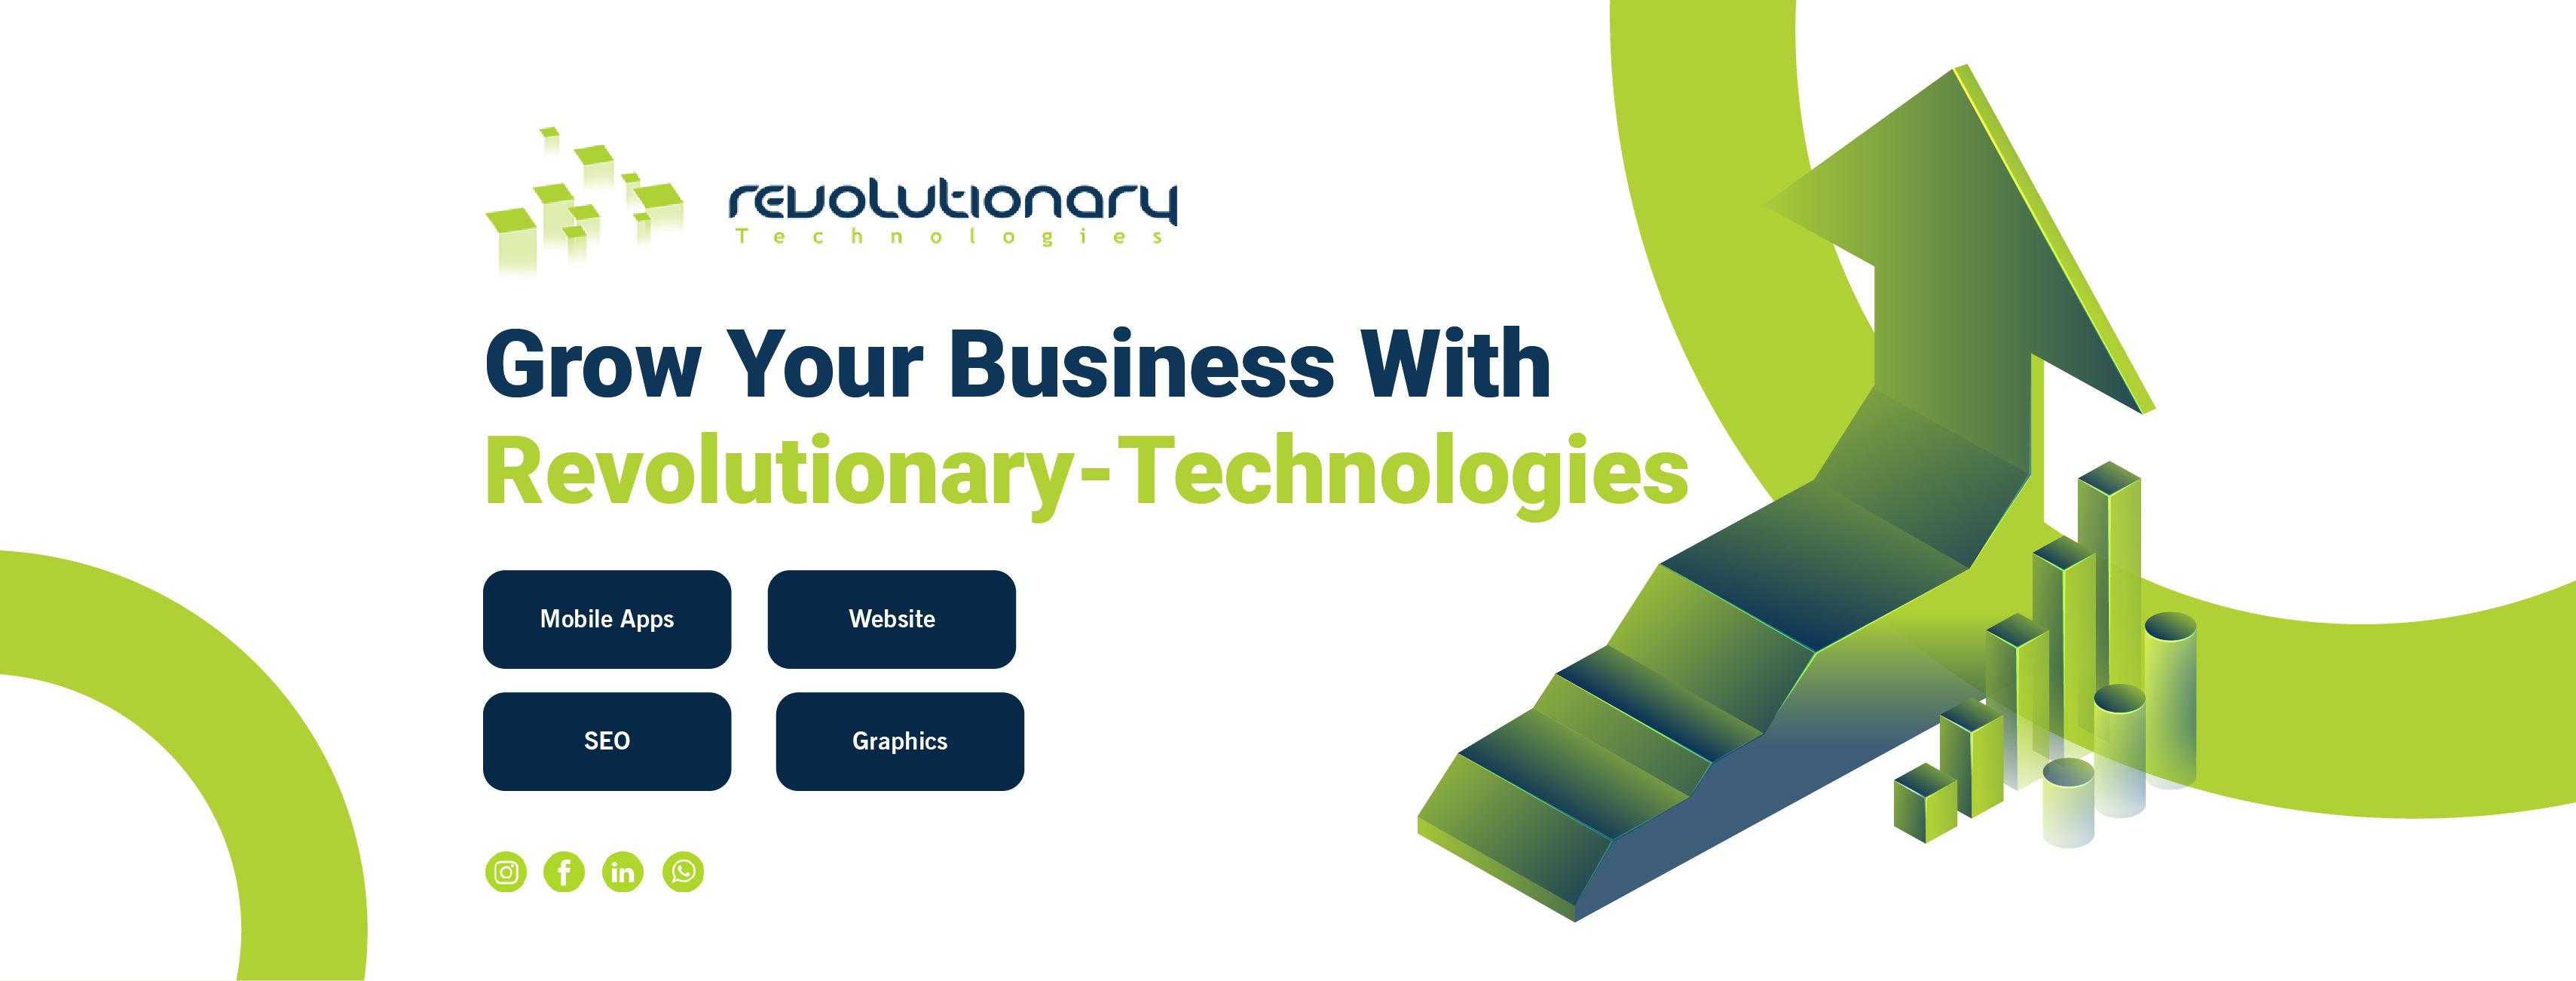 revolutionary
Technologies
Grow Your Business With
Revolutionary-Technologies
Mobile Apps
Website
SEO
Graphics